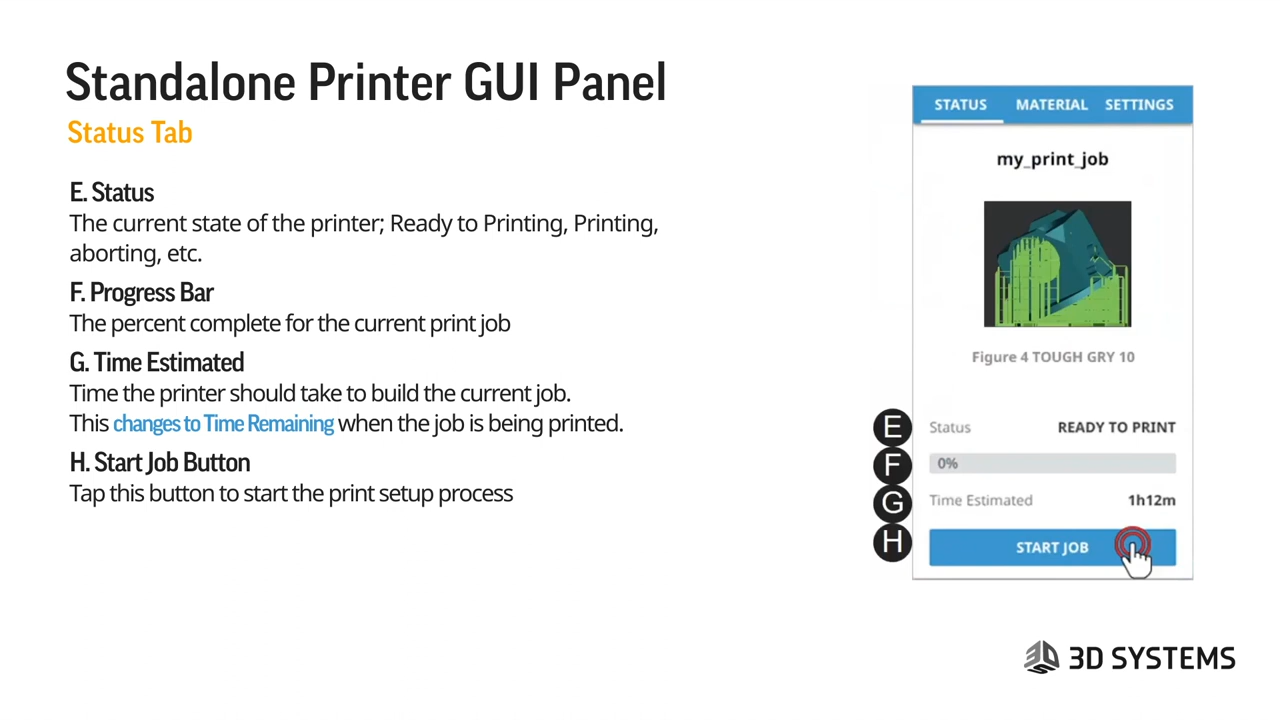 Standalone Printer GUI Panel
Status Tab
E. Status
The current state of the printer; Ready to Printing, Printing,
aborting, etc.
F. Progress Bar
The percent complete for the current print job
G. Time Estimated
Time the printer should take to build the current job.
This changes to Time Remaining when the job is being printed.
H. Start Job Button
Tap this button to start the print setup process
STATUS MATERIAL SETTINGS
my_print_job
Figure 4 TOUGH GRY 10
E Status READY TO PRINT
F 0%
G Time Estimated 1h12m
H START JOB
3D SYSTEMS